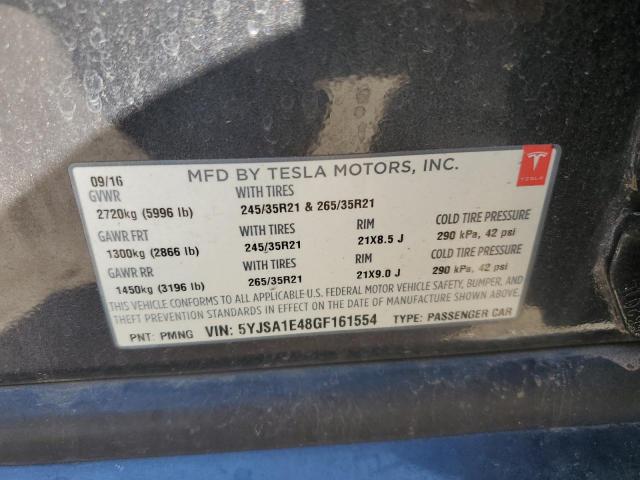 09/16 MFD BY TESLA MOTORS, INC.
TESLA
GVWR WITH TIRES
2720kg (5996 lb) 245/35R21 & 265/35R21
GAWR FRT WITH TIRES RIM COLD TIRE PRESSURE
1300kg (2866 lb) 245/35R21 21X8.5 J 290 kPa, 42 psi
GAWR RR WITH TIRES RIM COLD TIRE PRESSURE
1450kg (3196 lb) 265/35R21 21X9.0 J 290 kPa, 42 psi
THIS VEHICLE CONFORMS TO ALL APPLICABLE-U.S. FEDERAL MOTOR VEHICLE SAFETY, BUMPER, AND
THEFT PREVENTION STANDARDS IN EFFECT ON THE DATE OF MANUFACTURE SHOWN ABOVE.
PNT: PMNG VIN: 5YJSA1E48GF161554 TYPE: PASSENGER CAR